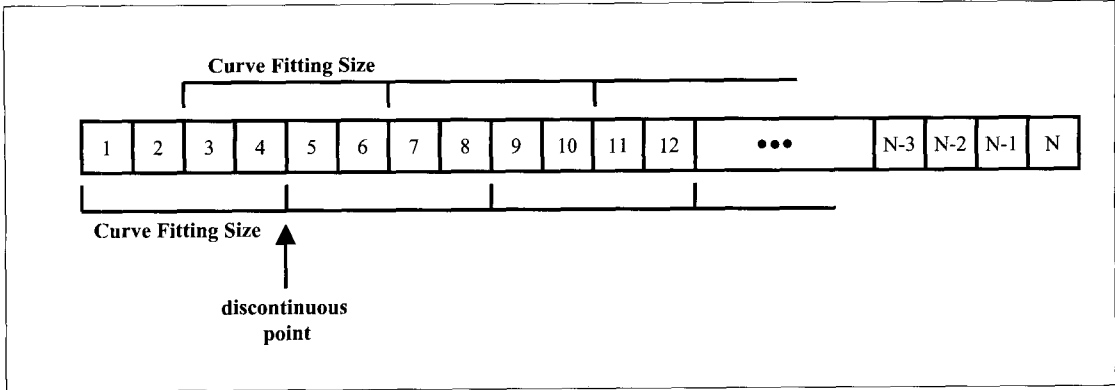 Curve Fitting Size
1 2 3 4 5 6 7 8 9 10 11 12 ••• N-3 N-2 N-1 N
Curve Fitting Size
discontinuous
point